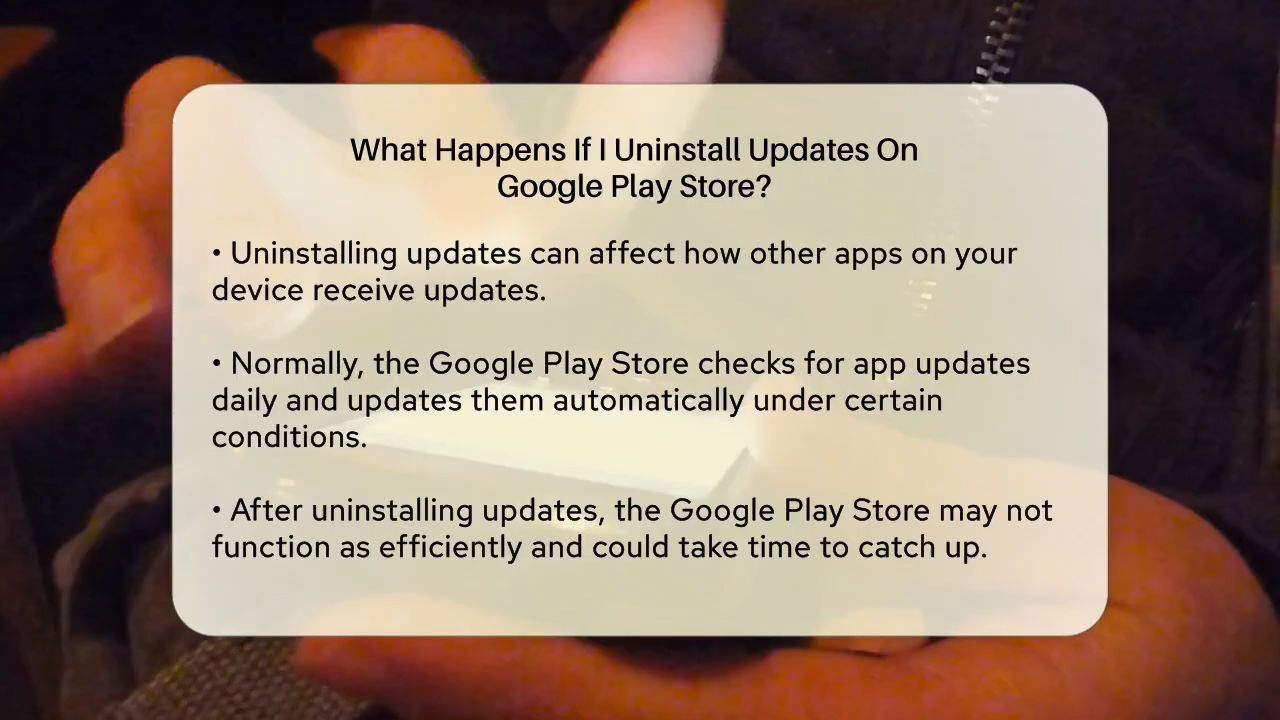 What Happens If I Uninstall Updates On
Google Play Store?
• Uninstalling updates can affect how other apps on your
device receive updates.
• Normally, the Google Play Store checks for app updates
daily and updates them automatically under certain
conditions.
• After uninstalling updates, the Google Play Store may not
function as efficiently and could take time to catch up.